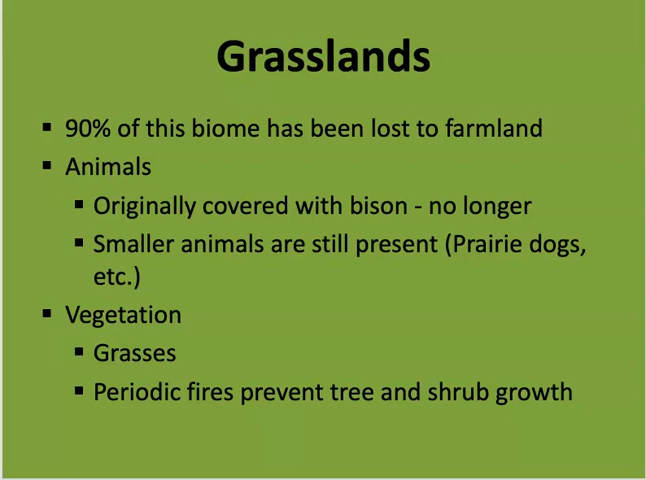 Grasslands
▪ 90% of this biome has been lost to farmland
▪ Animals
▪ Originally covered with bison - no longer
▪ Smaller animals are still present (Prairie dogs,
etc.)
▪ Vegetation
▪ Grasses
▪ Periodic fires prevent tree and shrub growth